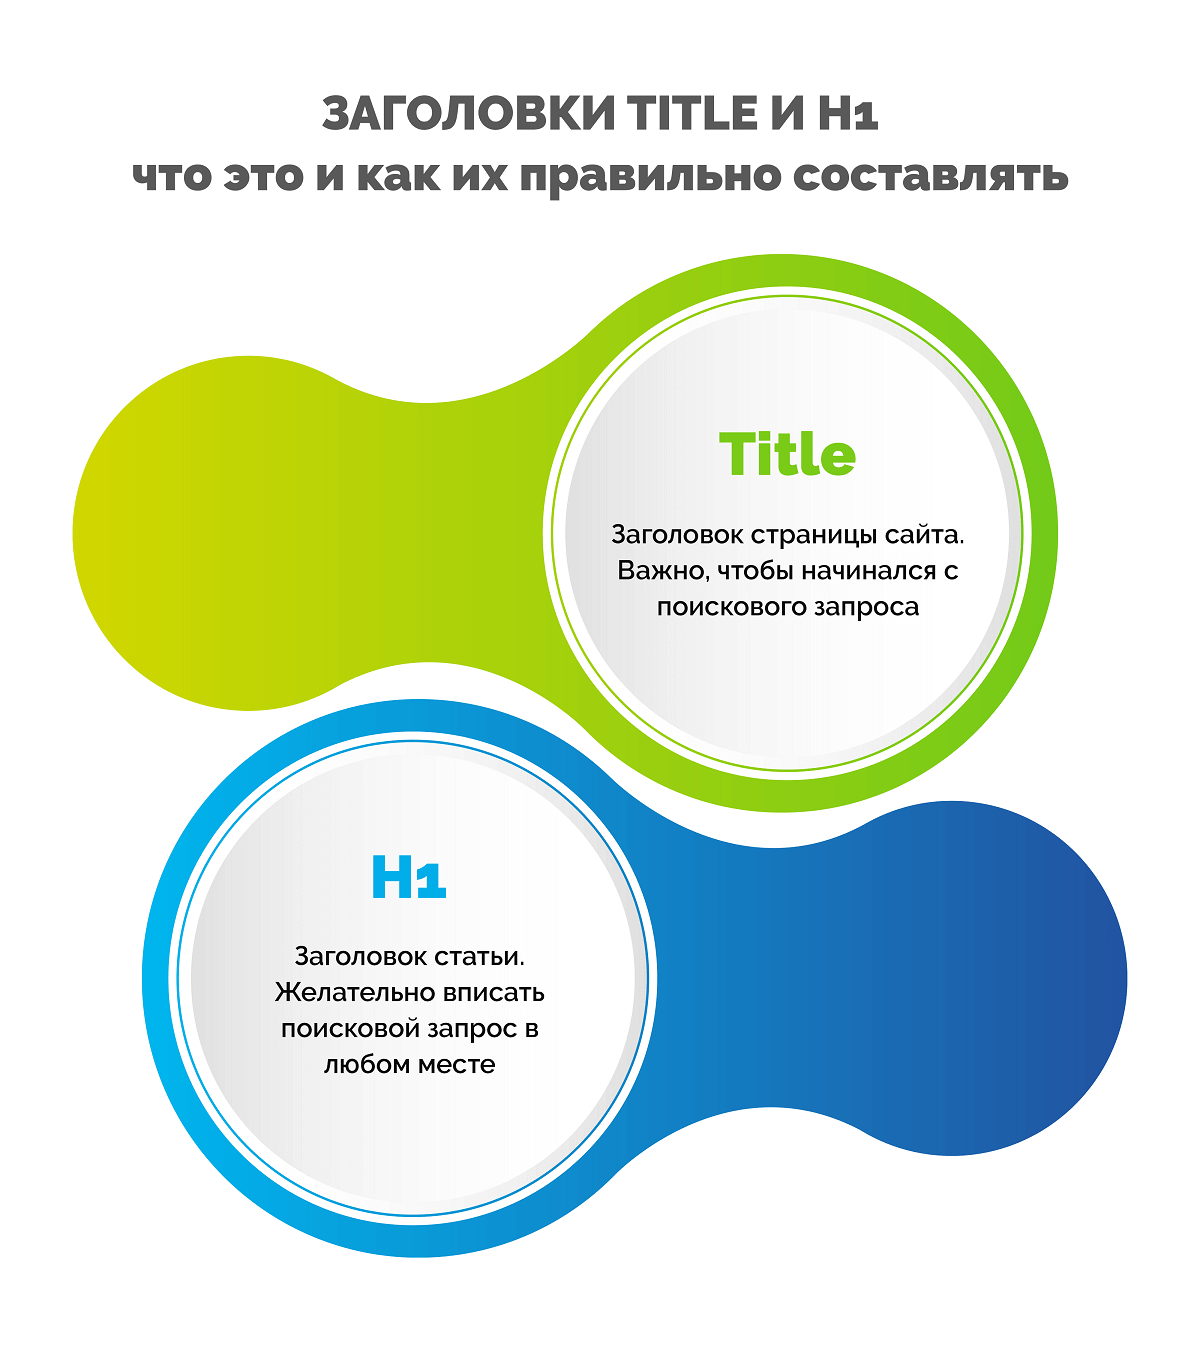 ЗАГОЛОВКИ TITLE И H1
что это и как их правильно составлять
Title
Заголовок страницы сайта.
Важно, чтобы начинался с
поискового запроса
H1
Заголовок статьи.
Желательно вписать
поисковой запрос в
любом месте